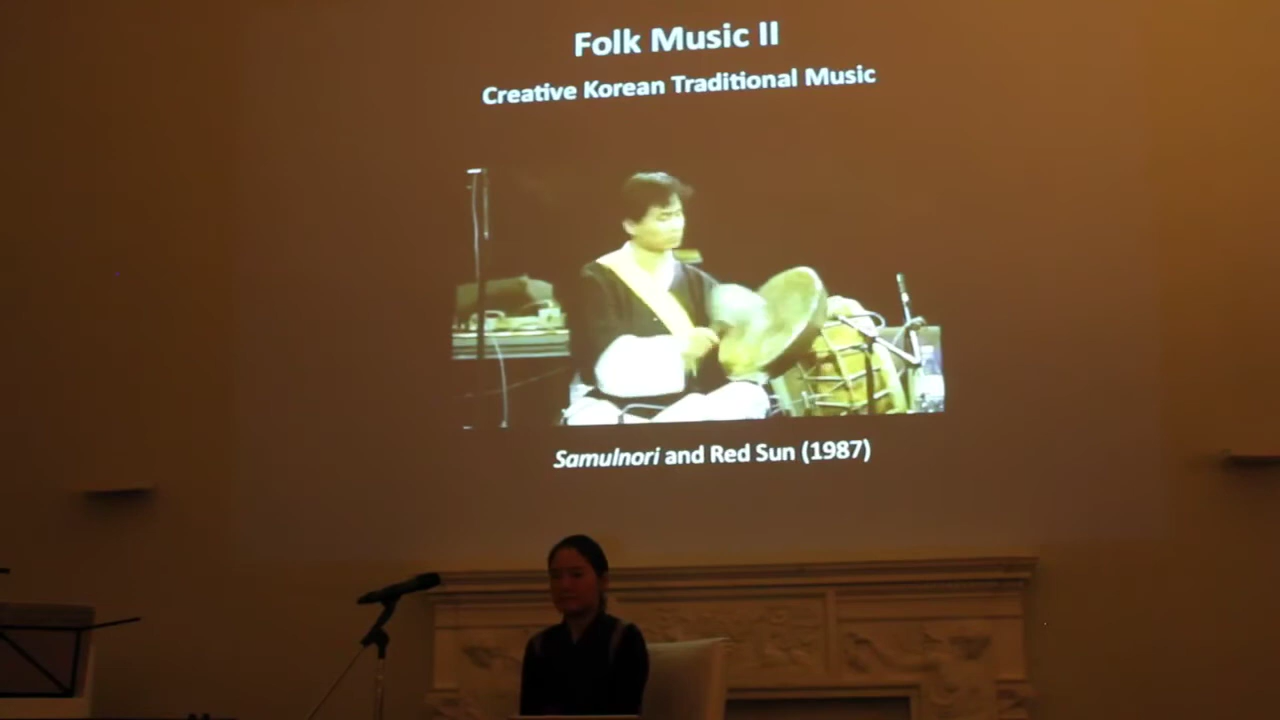 Folk Music II
Creative Korean Traditional Music
Samulnori and Red Sun (1987)